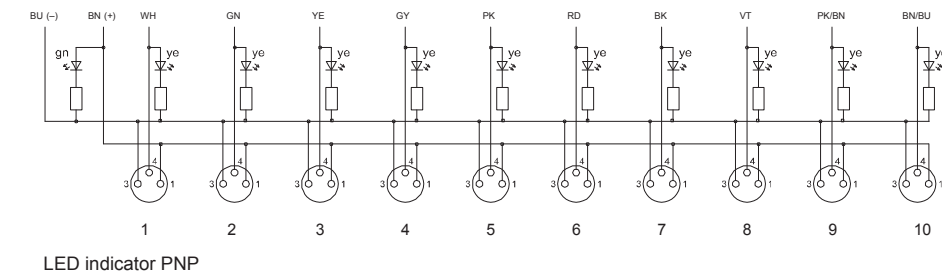 BU (–) BN (+) WH GN YE GY PK RD BK VT PK/BN BN/BU
gn ye ye ye ye ye ye ye ye ye ye
4 4 4 4 4 4 4 4 4 4
3 1 3 1 3 1 3 1 3 1 3 1 3 1 3 1 3 1 3 1
1 2 3 4 5 6 7 8 9 10
LED indicator PNP